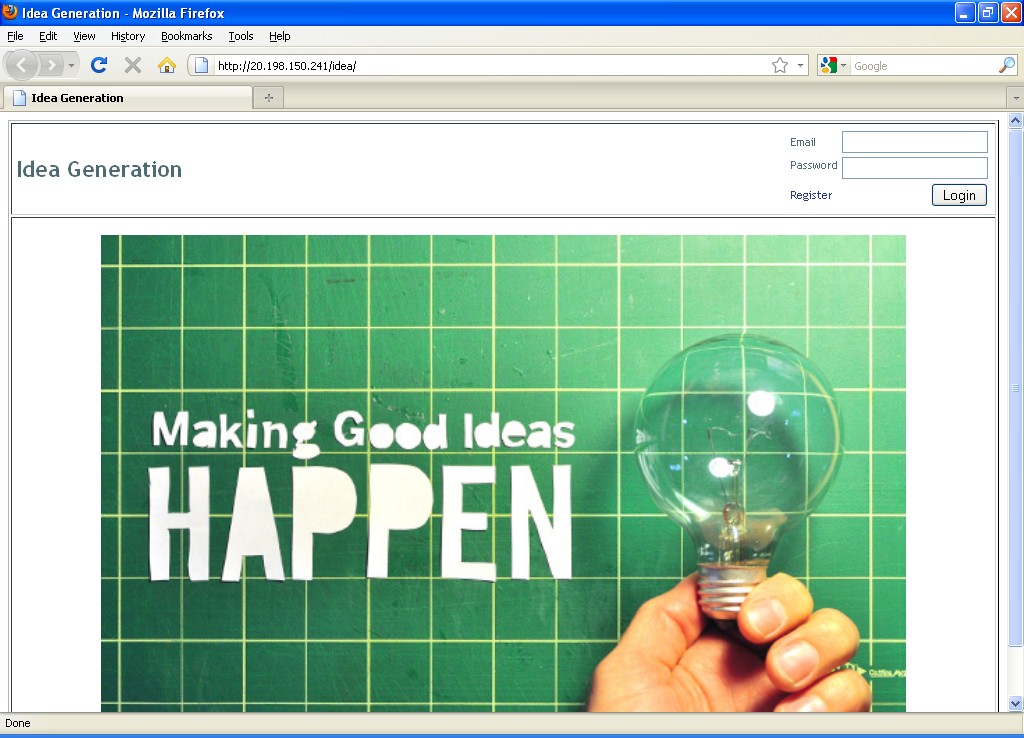 Idea Generation - Mozilla Firefox
File Edit View History Bookmarks Tools Help
http://20.198.150.241/idea/
Google
Idea Generation
Idea Generation
Email
Password
Register
Login
Making Good Ideas
HAPPEN
Done